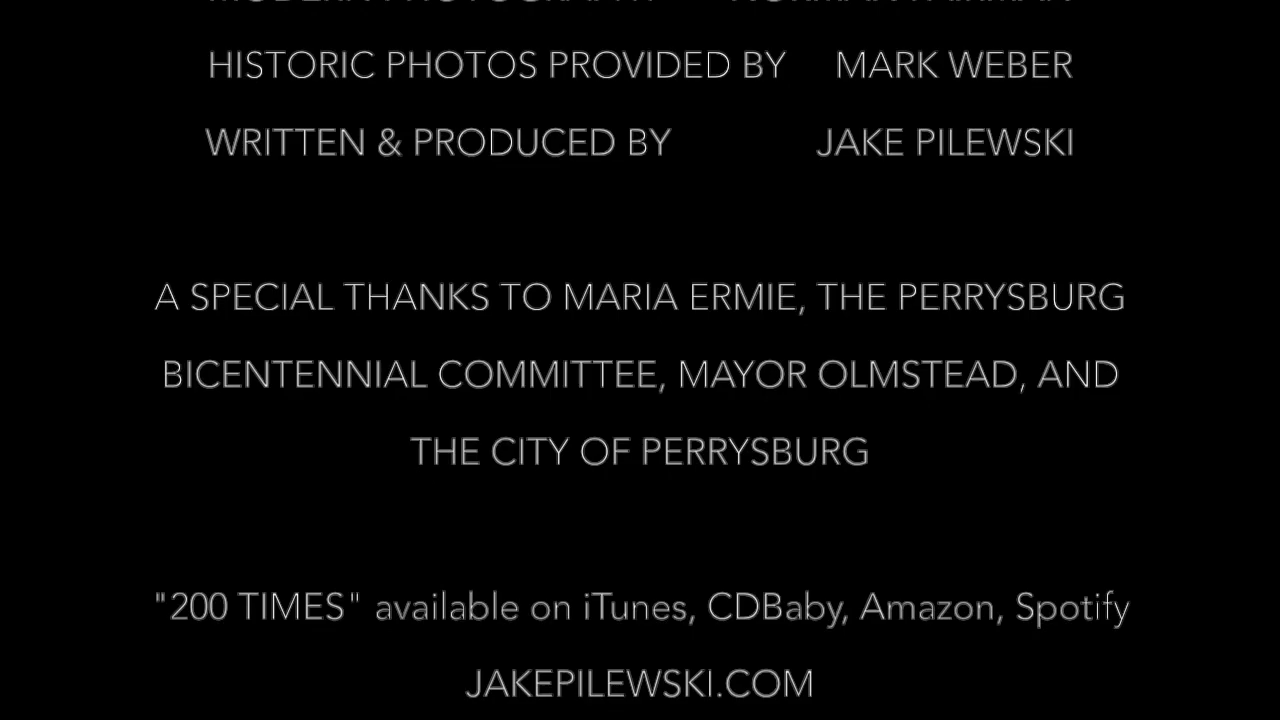 HISTORIC PHOTOS PROVIDED BY MARK WEBER
WRITTEN & PRODUCED BY JAKE PILEWSKI
A SPECIAL THANKS TO MARIA ERMIE, THE PERRYSBURG
BICENTENNIAL COMMITTEE, MAYOR OLMSTEAD, AND
THE CITY OF PERRYSBURG
"200 TIMES" available on iTunes, CDBaby, Amazon, Spotify
JAKEPILEWSKI.COM